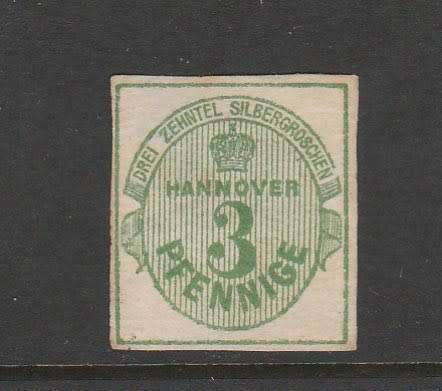 DREI ZEHNTEL SILBERGROSCHEN
HANNOVER
3
PFENNIGE